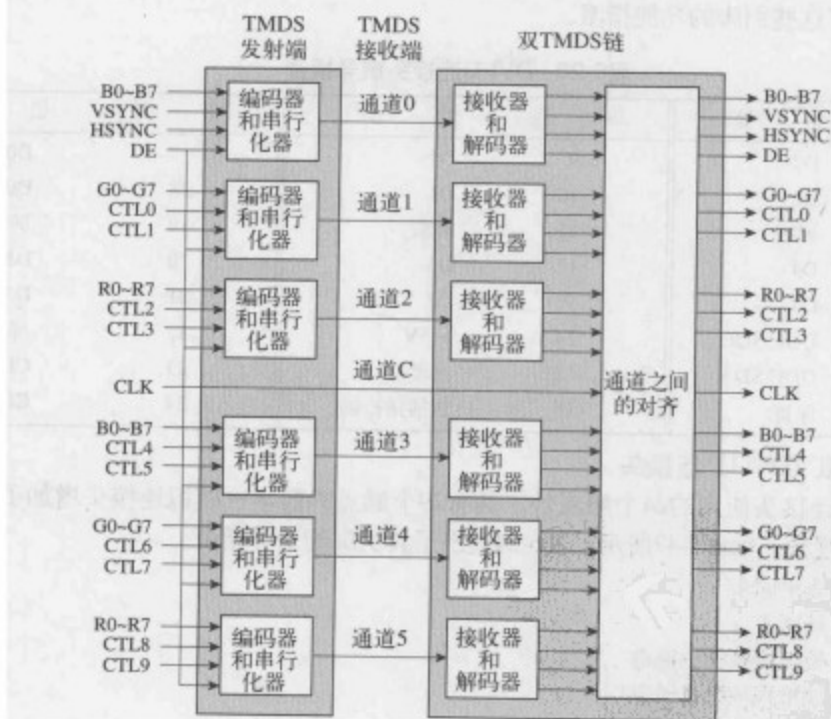 TMDS
发射端
TMDS
接收端
双TMDS链
B0~B7
VSYNC
HSYNC
DE
编码器
和串行
化器
通道0
接收器
和
解码器
B0~B7
VSYNC
HSYNC
DE
G0~G7
CTL0
CTL1
编码器
和串行
化器
通道1
接收器
和
解码器
G0~G7
CTL0
CTL1
R0~R7
CTL2
CTL3
编码器
和串行
化器
通道2
接收器
和
解码器
R0~R7
CTL2
CTL3
CLK
通道C
通道之间
的对齐
CLK
B0~B7
CTL4
CTL5
编码器
和串行
化器
通道3
接收器
和
解码器
B0~B7
CTL4
CTL5
G0~G7
CTL6
CTL7
编码器
和串行
化器
通道4
接收器
和
解码器
G0~G7
CTL6
CTL7
R0~R7
CTL8
CTL9
编码器
和串行
化器
通道5
接收器
和
解码器
R0~R7
CTL8
CTL9